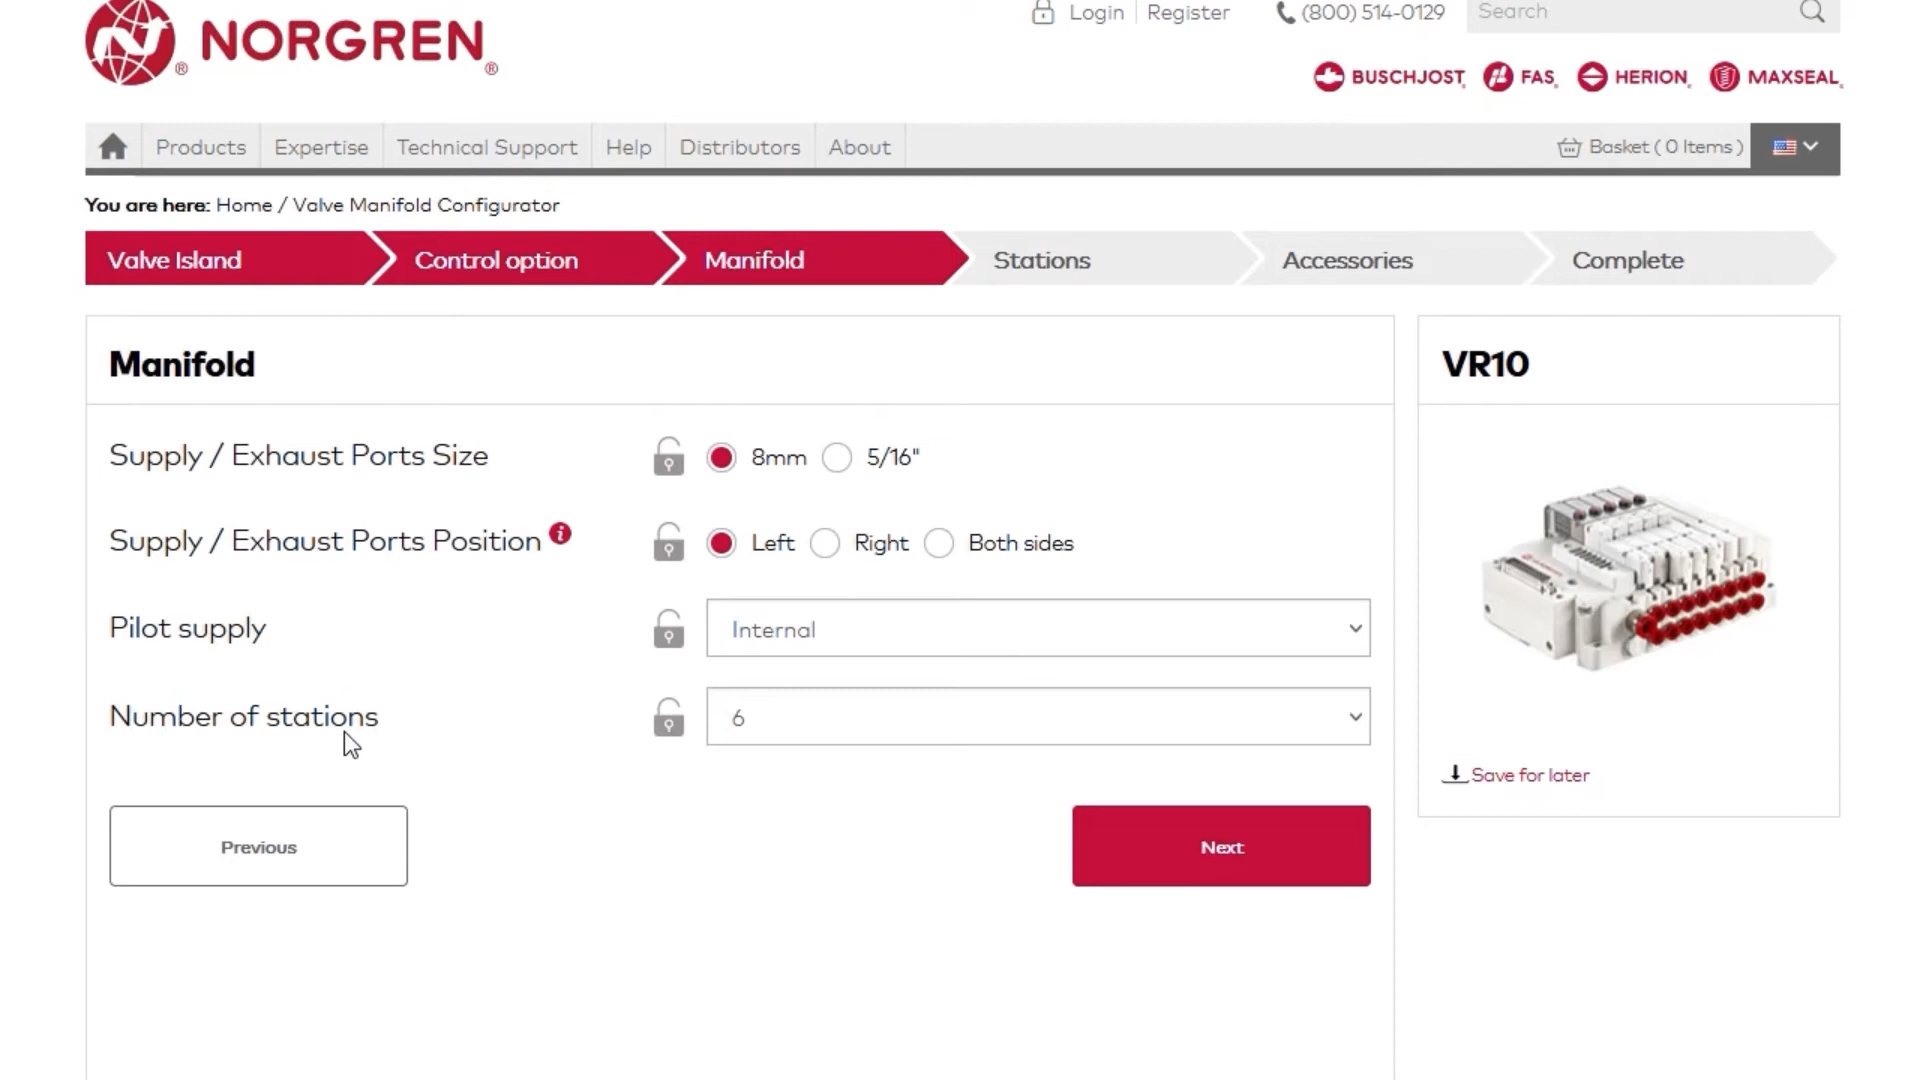 NORGREN
Login Register (800) 514-0129 Search
BUSCHJOST FAS HERION MAXSEAL
Products Expertise Technical Support Help Distributors About Basket ( 0 Items )
You are here: Home / Valve Manifold Configurator
Valve Island Control option Manifold Stations Accessories Complete
Manifold
VR10
Supply / Exhaust Ports Size 8mm 5/16"
Supply / Exhaust Ports Position i Left Right Both sides
Pilot supply Internal
Number of stations 6
Save for later
Previous Next